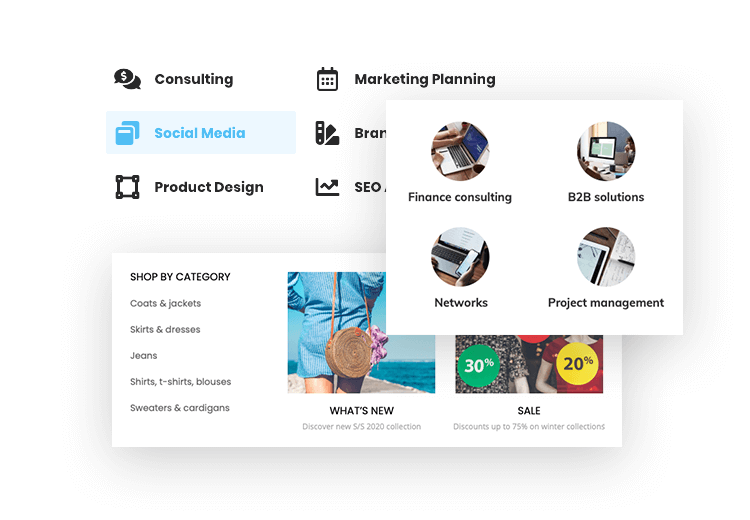 Consulting
Marketing Planning
Social Media
Product Design
SEO
Finance consulting
B2B solutions
Networks
Project management
SHOP BY CATEGORY
Coats & jackets
Skirts & dresses
Jeans
Shirts, t-shirts, blouses
Sweaters & cardigans
30%
20%
WHAT'S NEW
Discover new S/S 2020 collection
SALE
Discounts up to 75% on winter collections